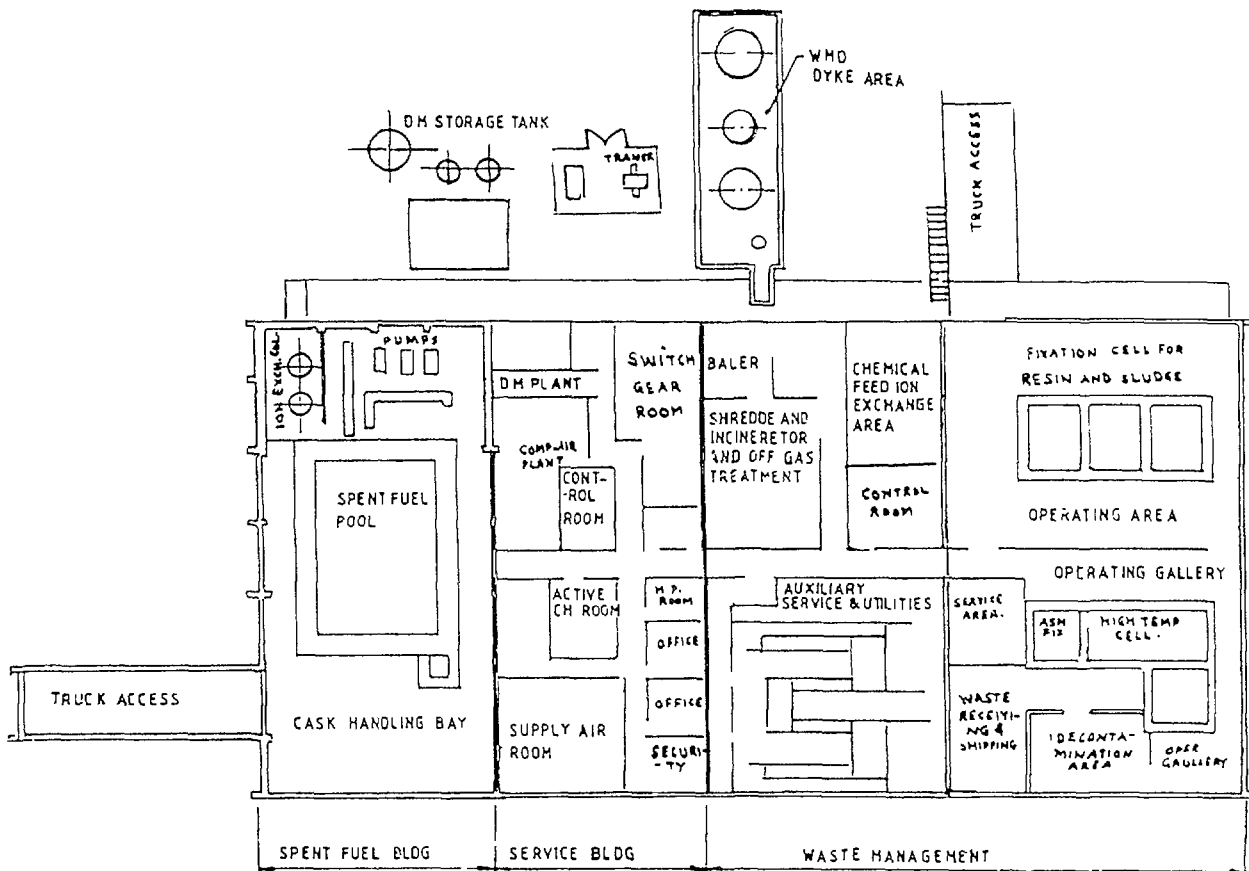 WMD
DYKE AREA
DM STORAGE TANK
TRANSR
TRUCK ACCESS
ION EXCH. COL.
PUMPS
DM PLANT
SWITCH
GEAR
ROOM
BALER
CHEMICAL
FEED ION
EXCHANGE
AREA
FIXATION CELL FOR
RESIN AND SLUDGE
SHREDDE AND
INCINERETOR
AND OFF GAS
TREATMENT
COMP-AIR
PLANT
CONT-
-ROL
ROOM
SPENT FUEL
POOL
CONTROL
ROOM
OPERATING AREA
OPERATING GALLERY
ACTIVE
CH ROOM
H.P.
ROOM
AUXILIARY
SERVICE & UTILITIES
SERVICE
AREA.
ASH
FIX
HIGH TEMP
CELL.
OFFICE
OFFICE
TRUCK ACCESS
CASK HANDLING BAY
SUPPLY AIR
ROOM
SECURI-
-TY
WASTE
RECEIYI-
NG &
SHIPPING
DECONTA-
MINATION
AREA
OPER
GAULLERY
SPENT FUEL BLDG
SERVICE BLDG
WASTE MANAGEMENT